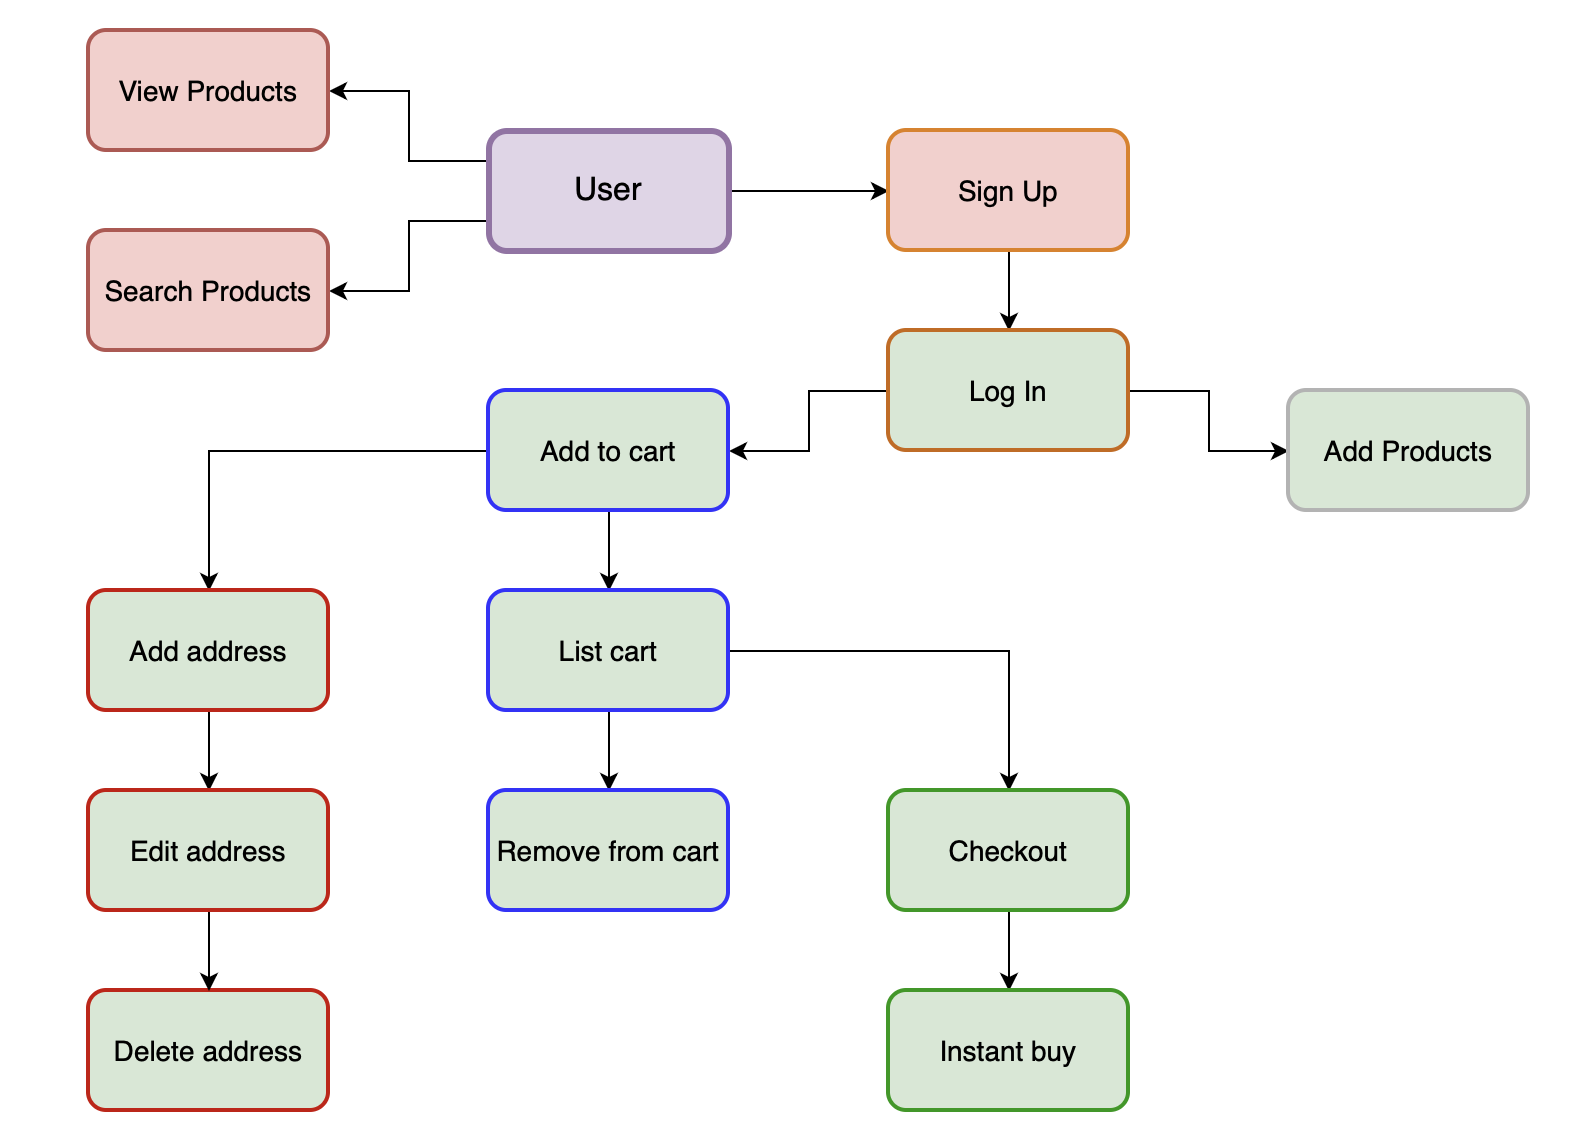 View Products
User
Sign Up
Search Products
Log In
Add to cart
Add Products
Add address
List cart
Edit address
Remove from cart
Checkout
Delete address
Instant buy